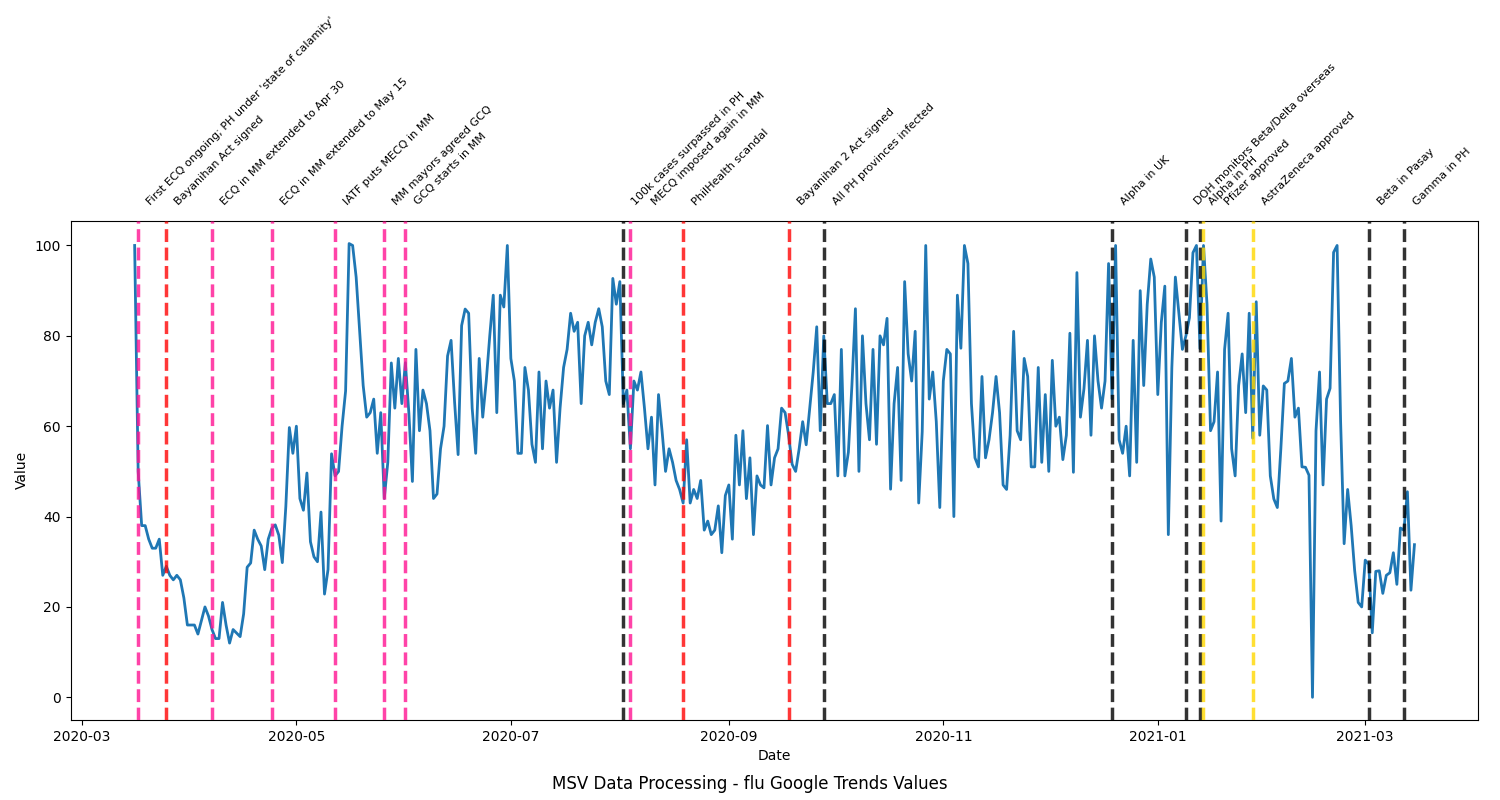 First ECQ ongoing; PH under 'state of calamity'
Bayanihan Act signed
ECQ in MM extended to Apr 30
ECQ in MM extended to May 15
IATF puts MECQ in MM
MM mayors agreed GCQ
GCQ starts in MM
100k cases surpassed in PH
MECQ imposed again in MM
PhilHealth scandal
Bayanihan 2 Act signed
All PH provinces infected
Alpha in UK
DOH monitors Beta/Delta overseas
Alpha in PH
Pfizer approved
AstraZeneca approved
Beta in Pasay
Gamma in PH
100
80
60
40
20
0
Value
2020-03
2020-05
2020-07
2020-09
2020-11
2021-01
2021-03
Date
MSV Data Processing - flu Google Trends Values